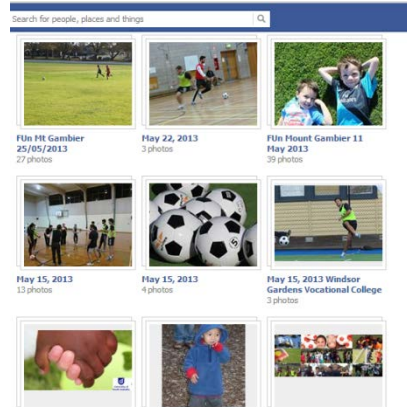 Search for people, places and things
FUn Mt Gambier
25/05/2013
27 photos
May 22, 2013
3 photos
FUn Mount Gambier 11
May 2013
39 photos
May 15, 2013
13 photos
May 15, 2013
4 photos
May 15, 2013 Windsor
Gardens Vocational College
3 photos